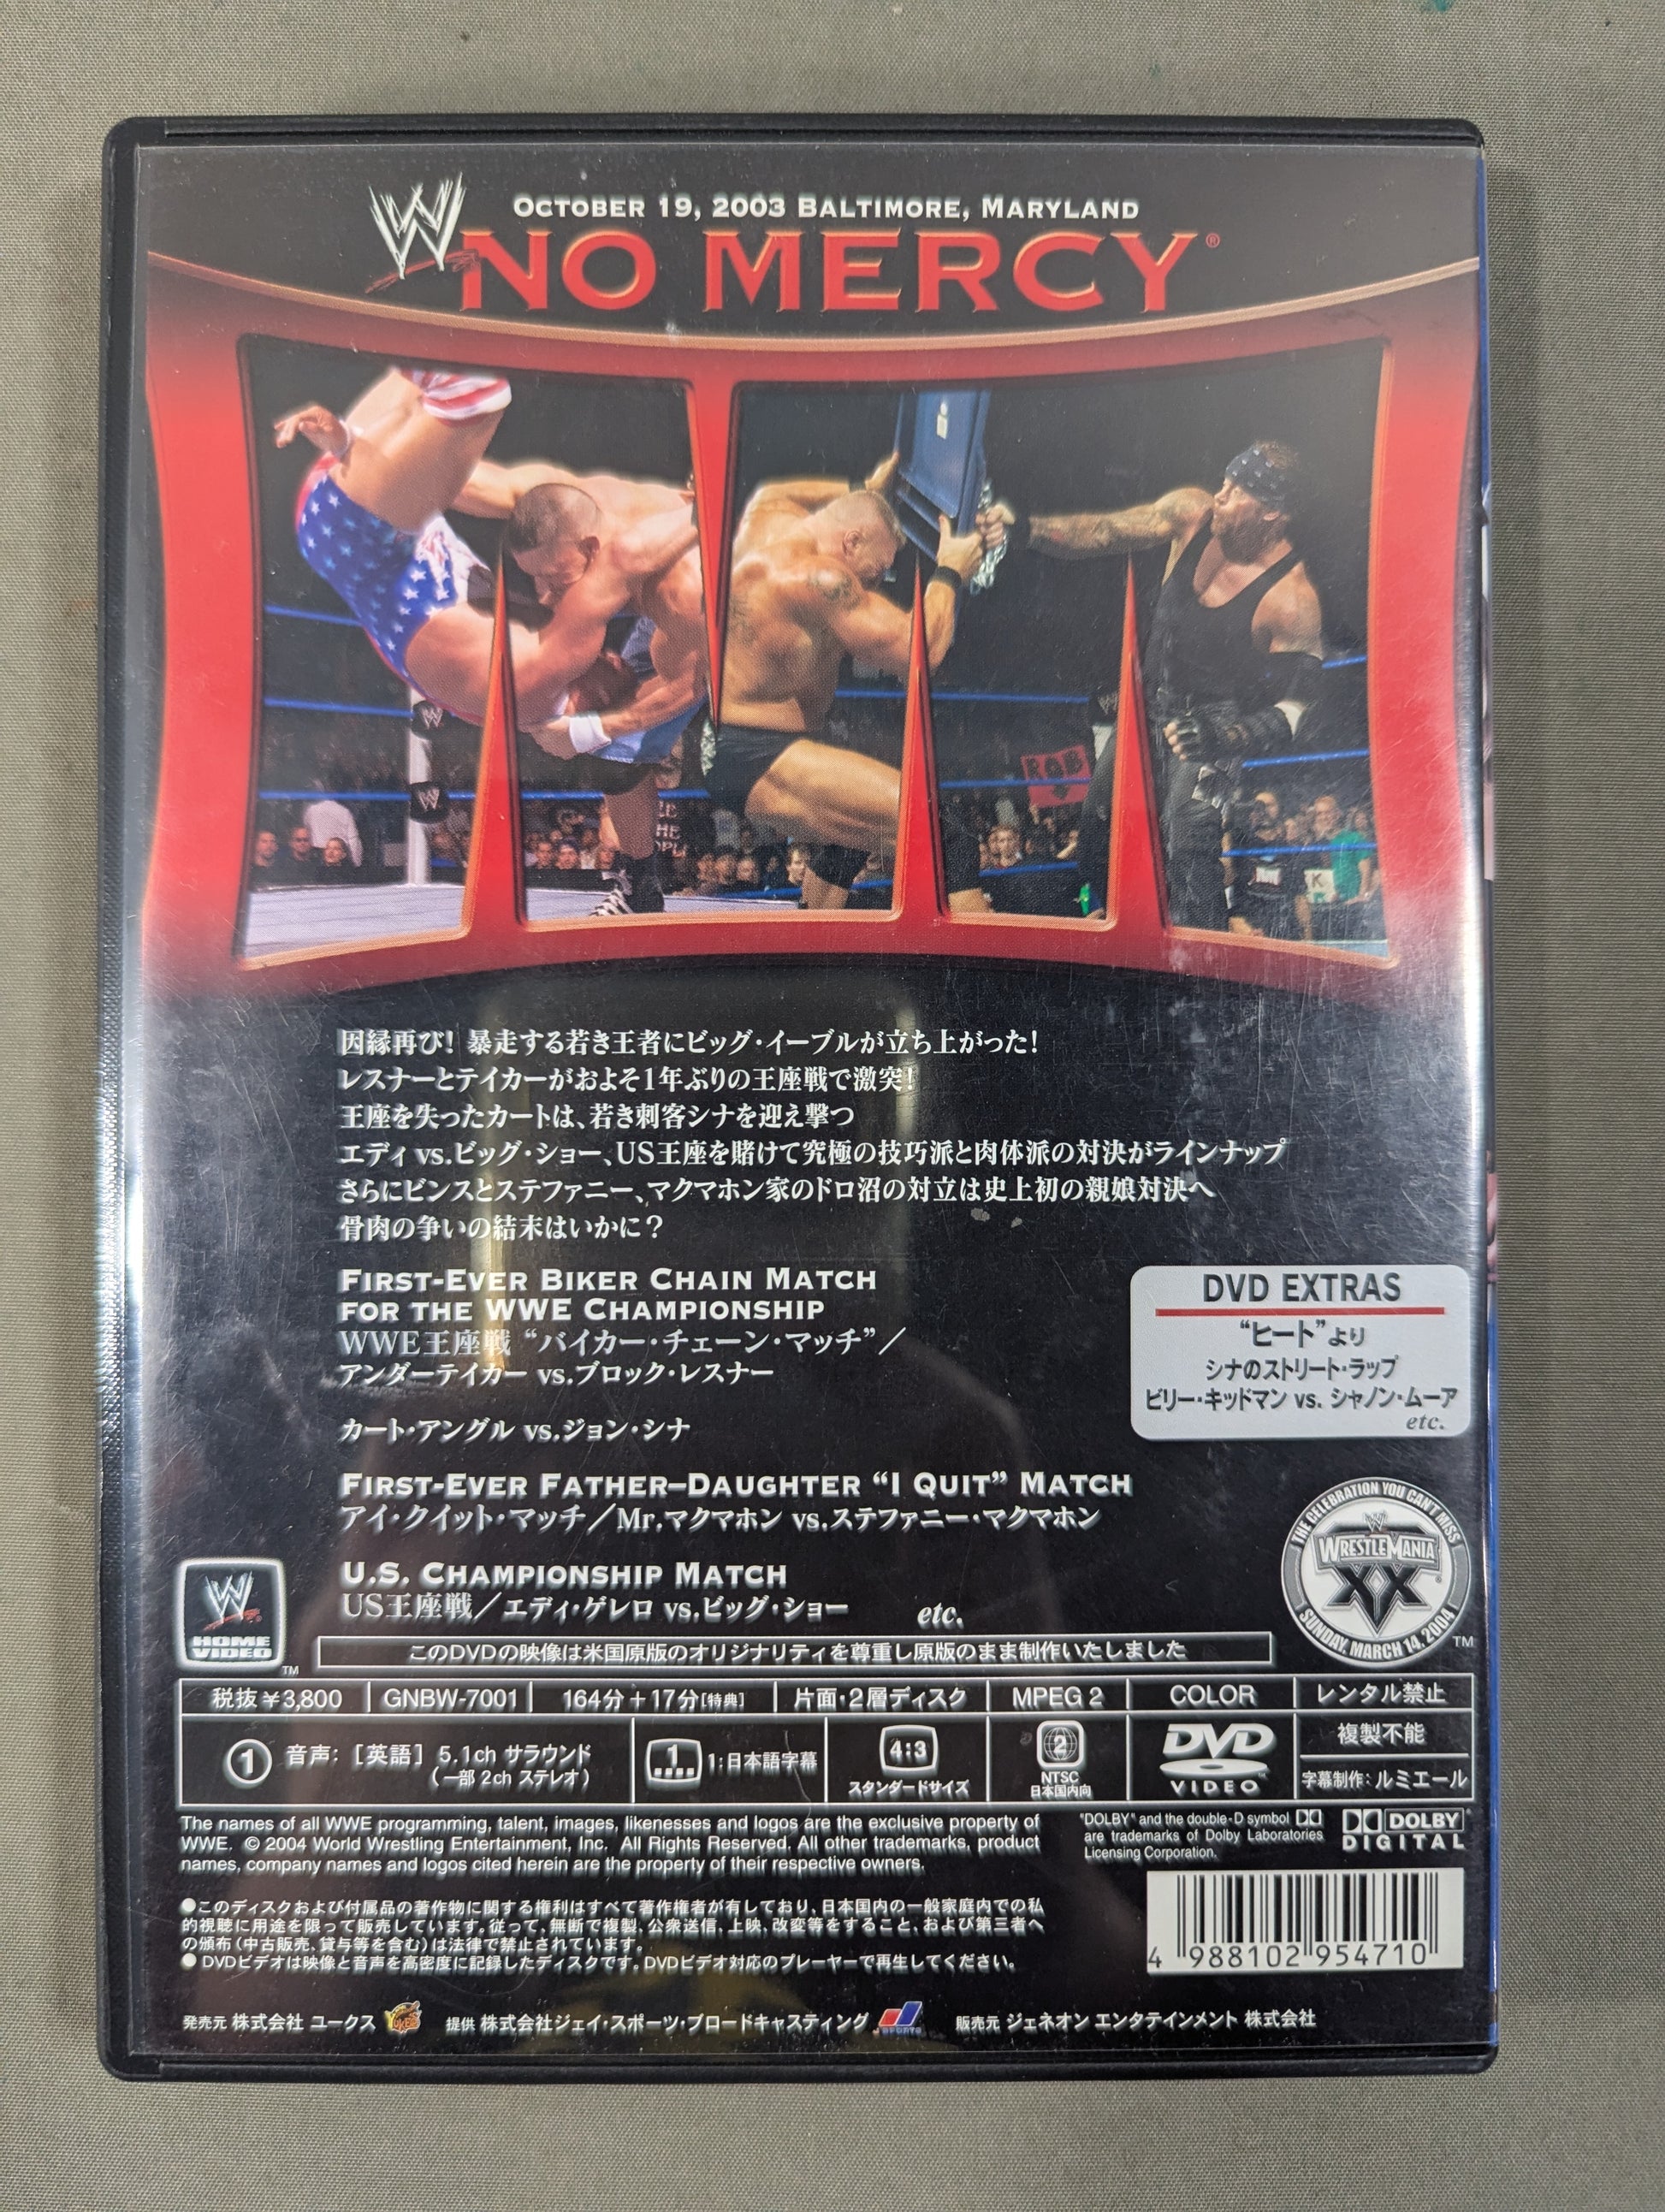 OCTOBER 19, 2003 BALTIMORE, MARYLAND
W NO MERCY®
ROB
因縁再び! 暴走する若き王者にビッグ・イーブルが立ち上がった!
レスナーとテイカーがおよそ1年ぶりの王座戦で激突!
王座を失ったカートは、若き刺客シナを迎え撃つ
エディ vs.ビッグ・ショー、US王座を賭けて究極の技巧派と肉体派の対決がラインナップ
さらにビンスとステファニー、マクマホン家のドロ沼の対立は史上初の親娘対決へ
骨肉の争いの結末はいかに?
FIRST-EVER BIKER CHAIN MATCH
FOR THE WWE CHAMPIONSHIP
WWE王座戦 “バイカー・チェーン・マッチ”／
アンダーテイカー vs.ブロック・レスナー
カート・アングル vs.ジョン・シナ
FIRST-EVER FATHER–DAUGHTER “I QUIT” MATCH
アイ・クイット・マッチ／Mr.マクマホン vs.ステファニー・マクマホン
U.S. CHAMPIONSHIP MATCH
US王座戦／エディ・ゲレロ vs.ビッグ・ショー etc.
DVD EXTRAS
“ヒート”より
シナのストリート・ラップ
ビリー・キッドマン vs. シャノン・ムーア
etc.
THE CELEBRATION YOU CAN'T MISS
WRESTLEMANIA
XX
SUNDAY, MARCH 14, 2004
TM
W
HOME
VIDEO
TM
このDVDの映像は米国原版のオリジナリティを尊重し原版のまま制作いたしました
税抜￥3,800 GNBW-7001 164分＋17分[特典] 片面・2層ディスク MPEG 2 COLOR レンタル禁止
1 音声:［英語］5.1ch サラウンド
(一部 2ch ステレオ)
1 1:日本語字幕
4:3
スタンダードサイズ
2
NTSC
日本国内向
DVD
VIDEO
複製不能
字幕制作:ルミエール
The names of all WWE programming, talent, images, likenesses and logos are the exclusive property of
WWE. © 2004 World Wrestling Entertainment, Inc. All Rights Reserved. All other trademarks, product
names, company names and logos cited herein are the property of their respective owners.
"DOLBY" and the double-D symbol
are trademarks of Dolby Laboratories
Licensing Corporation.
DOLBY
DIGITAL
●このディスクおよび付属品の著作物に関する権利はすべて著作権者が有しており、日本国内の一般家庭内での私
的視聴に用途を限って販売しています。従って、無断で複製、公衆送信、上映、改変等をすること、および第三者へ
の頒布(中古販売、貸与等を含む)は法律で禁止されています。
●DVDビデオは映像と音声を高密度に記録したディスクです。DVDビデオ対応のプレーヤーで再生してください。
4 988102 954710
発売元 株式会社 ユークス YUKE'S 提供 株式会社ジェイ・スポーツ・ブロードキャスティング J SPORTS 販売元 ジェネオン エンタテインメント 株式会社